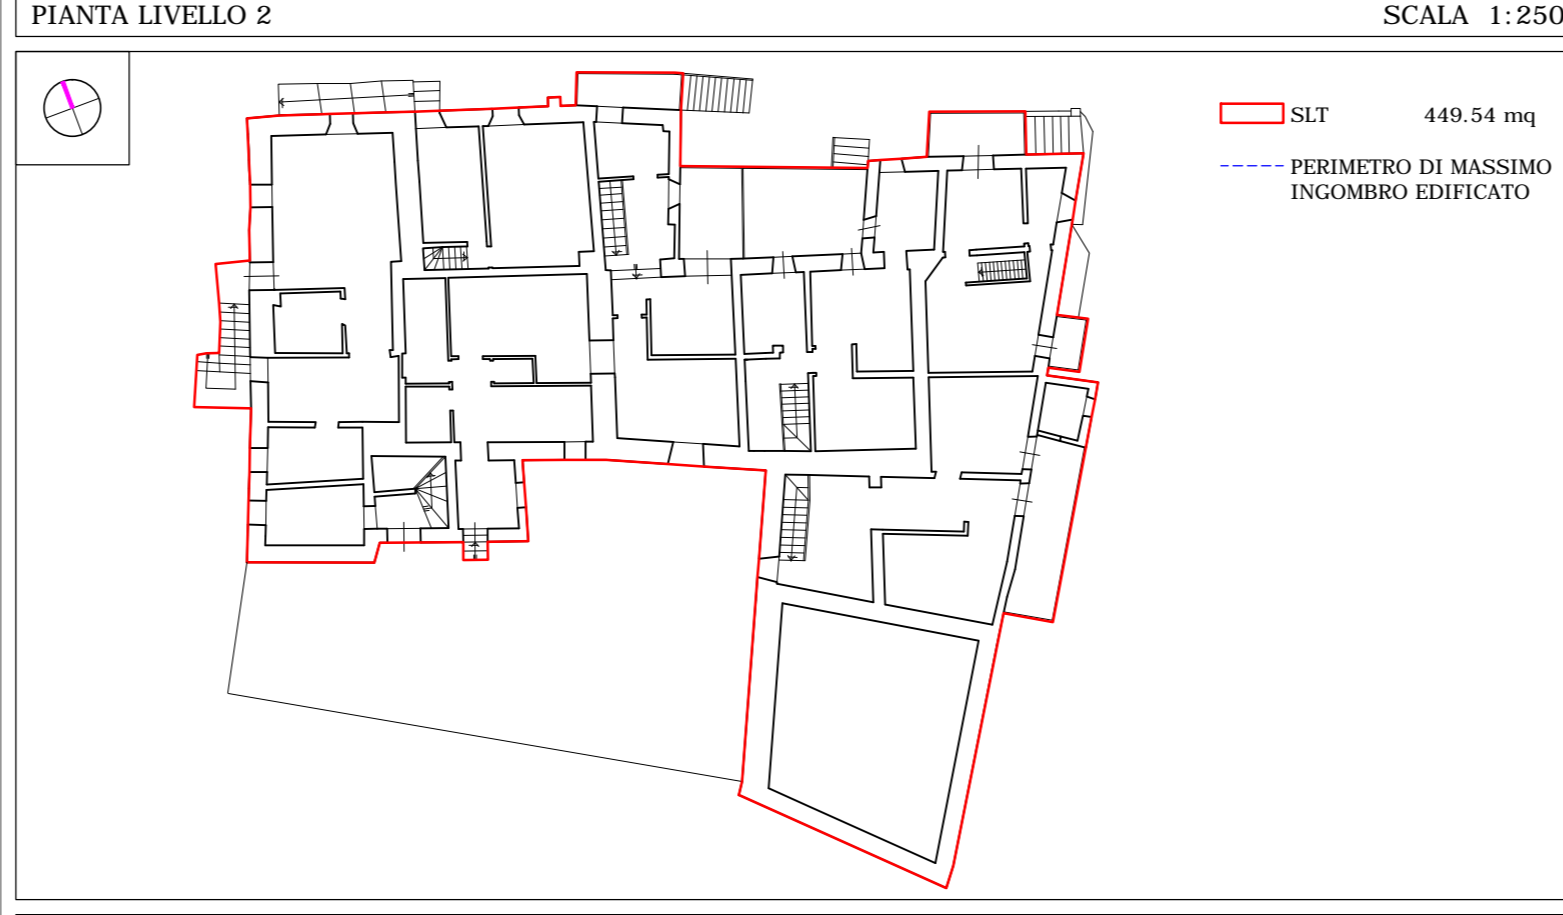 PIANTA LIVELLO 2
SCALA 1:250
SLT 449.54 mq
PERIMETRO DI MASSIMO
INGOMBRO EDIFICATO